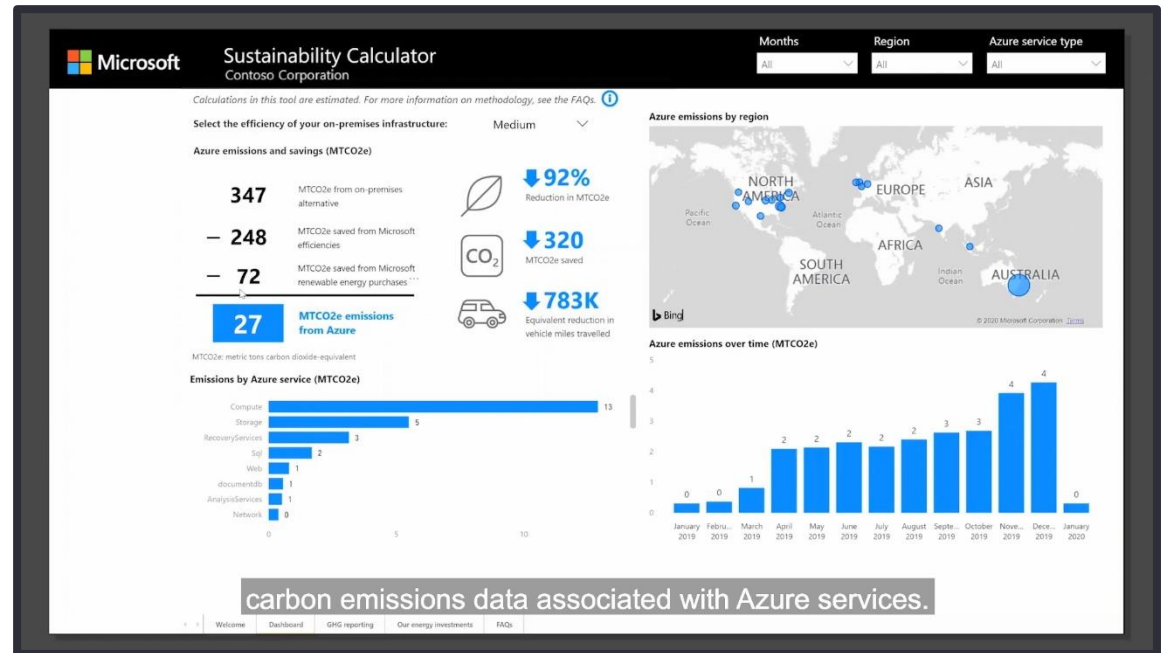 Microsoft
Sustainability Calculator
Contoso Corporation
Months
Region
Azure service type
All
All
All
Calculations in this tool are estimated. For more information on methodology, see the FAQs.
Select the efficiency of your on-premises infrastructure:
Medium
Azure emissions and savings (MTCO2e)
347
MTCO2e from on-premises
alternative
– 248
MTCO2e saved from Microsoft
efficiencies
– 72
MTCO2e saved from Microsoft
renewable energy purchases
27
MTCO2e emissions
from Azure
MTCO2e: metric tons carbon dioxide-equivalent
92%
Reduction in MTCO2e
CO2
320
MTCO2e saved
783K
Equivalent reduction in
vehicle miles travelled
Emissions by Azure service (MTCO2e)
Compute 13
Storage 5
RecoveryServices 3
Sql 2
Web 1
documentdb 1
AnalysisServices 1
Network 0
0 5 10
Azure emissions by region
NORTH
AMERICA
EUROPE
ASIA
Pacific
Ocean
Atlantic
Ocean
AFRICA
SOUTH
AMERICA
Indian
Ocean
AUSTRALIA
Bing
© 2020 Microsoft Corporation Terms
Azure emissions over time (MTCO2e)
5
4
3
2
1
0
0 0 1 2 2 2 2 2 3 3 4 4 0
January Febru... March April May June July August Septe... October Nove... Dece... January
2019 2019 2019 2019 2019 2019 2019 2019 2019 2019 2019 2019 2020
carbon emissions data associated with Azure services.
Welcome Dashboard GHG reporting Our energy investments FAQs